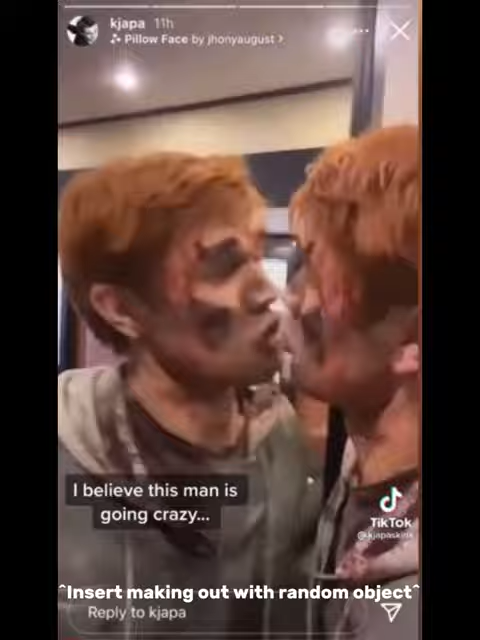 kjapa 11h
Pillow Face by jhonyaugust >
I believe this man is
going crazy...
TikTok
@kjapaskink
*Insert making out with random object*
Reply to kjapa